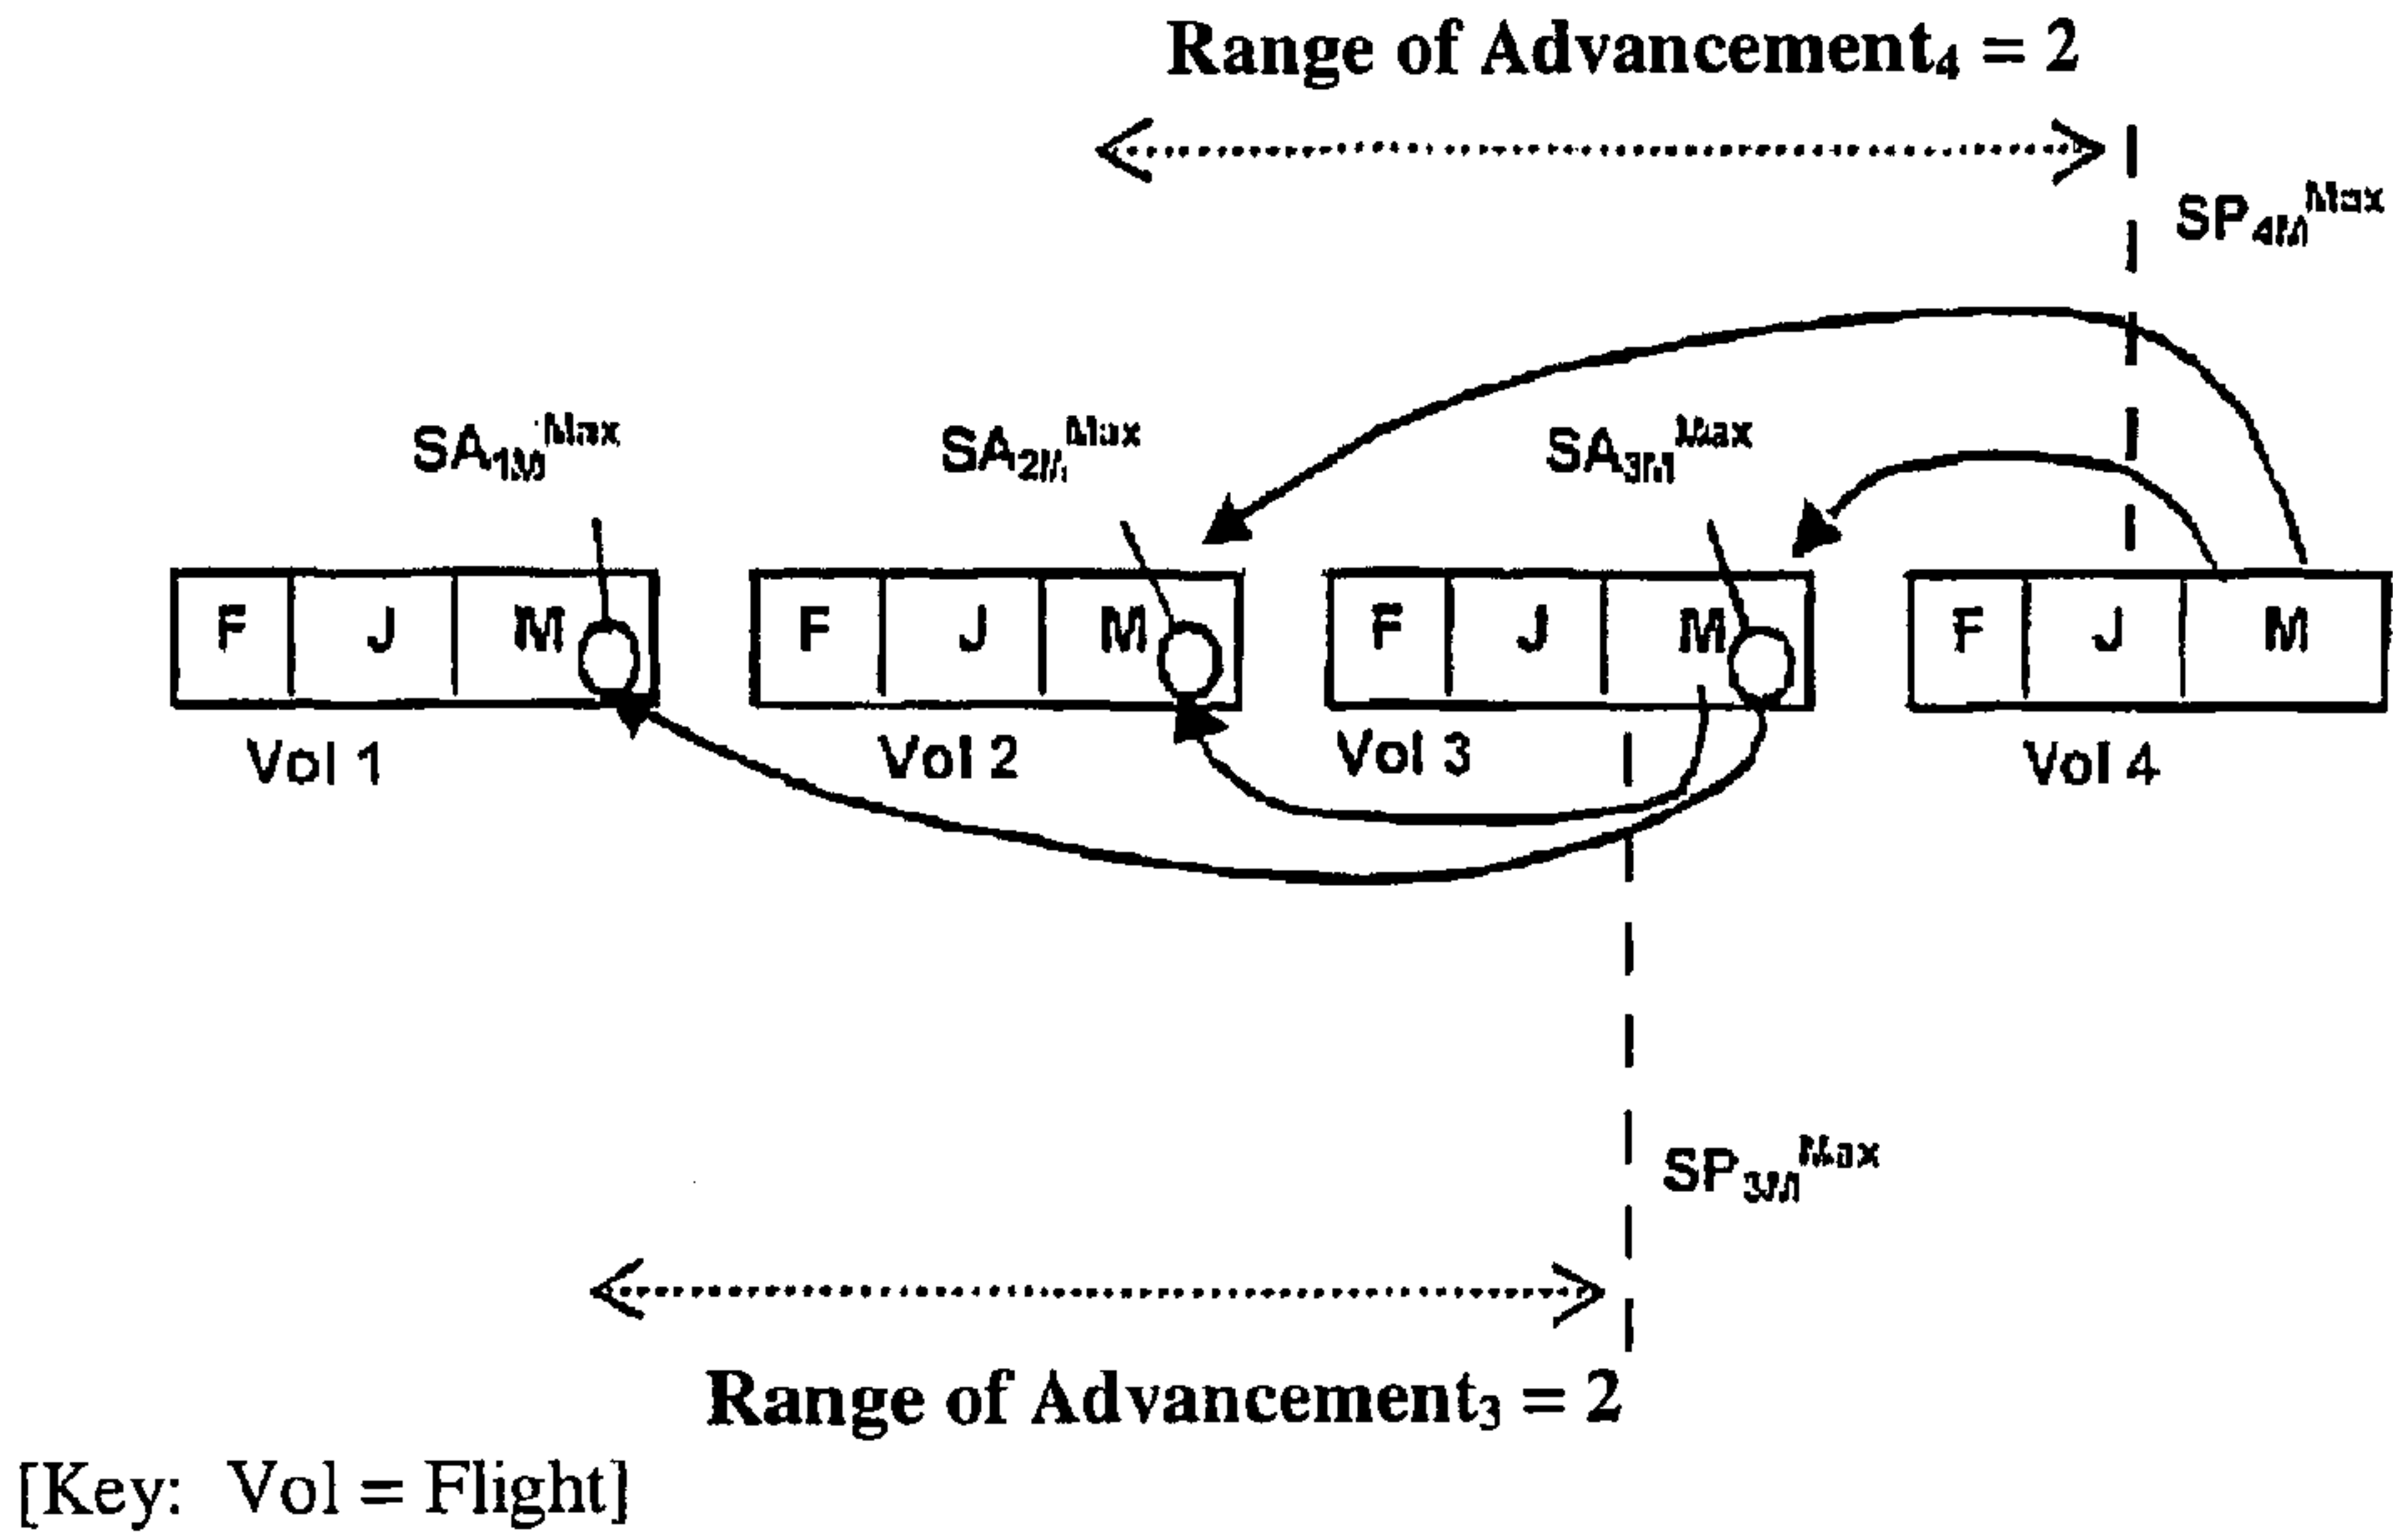 Range of Advancement₄ = 2
SP₄M^Max
SA₁M^Max SA₂M^Max SA₃M^Max
F J M F J M F J M F J M
Vol 1 Vol 2 Vol 3 Vol 4
SP₃M^Max
Range of Advancement₃ = 2
[Key: Vol = Flight]